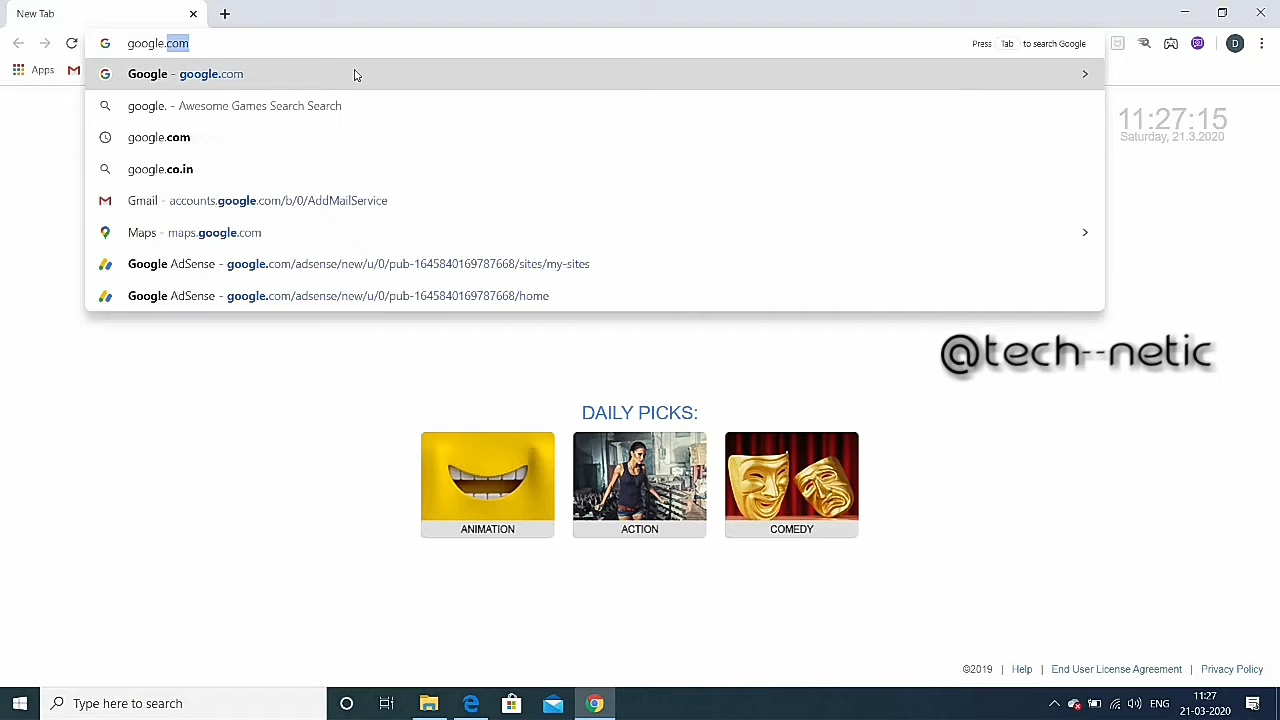 New Tab
google.com
Press Tab to search Google
D
Apps
Google - google.com
google. - Awesome Games Search Search
google.com
google.co.in
Gmail - accounts.google.com/b/0/AddMailService
Maps - maps.google.com
Google AdSense - google.com/adsense/new/u/0/pub-1645840169787668/sites/my-sites
Google AdSense - google.com/adsense/new/u/0/pub-1645840169787668/home
11:27:15
Saturday, 21.3.2020
@tech--netic
DAILY PICKS:
ANIMATION
ACTION
COMEDY
©2019 | Help | End User License Agreement | Privacy Policy
Type here to search
ENG
11:27
21-03-2020